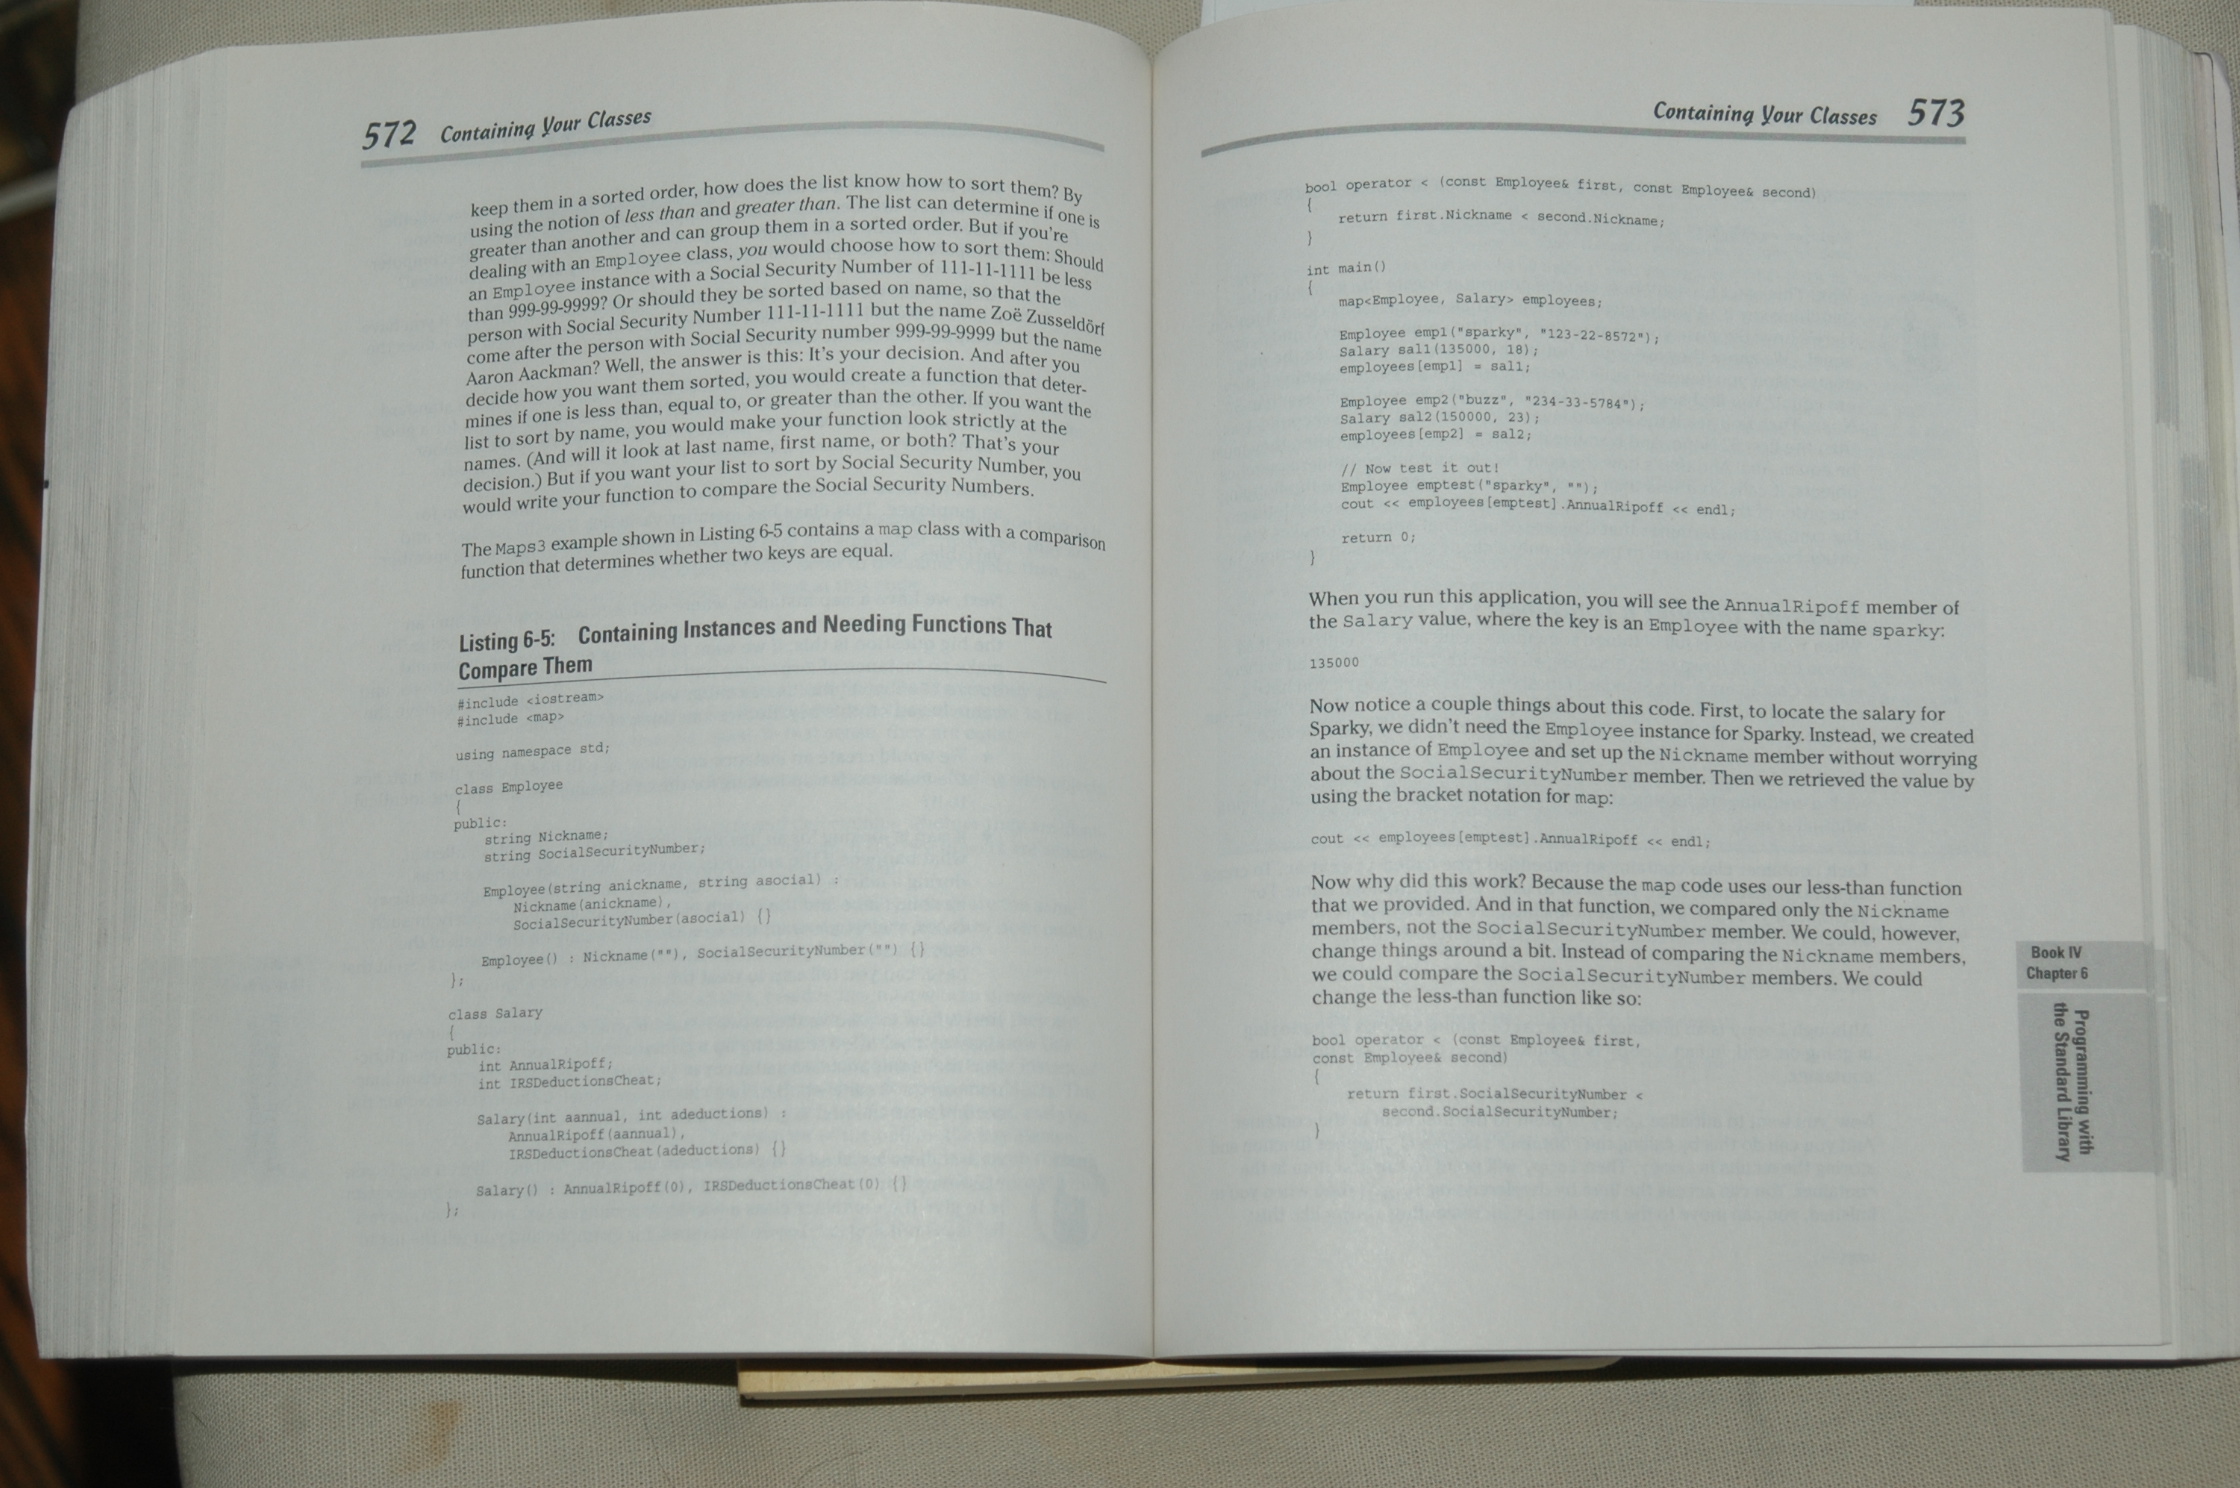 572 Containing Your Classes
keep them in a sorted order, how does the list know how to sort them? By
using the notion of less than and greater than. The list can determine if one is
greater than another and can group them in a sorted order. But if you're
dealing with an Employee class, you would choose how to sort them: Should
an Employee instance with a Social Security Number of 111-11-1111 be less
than 999-99-9999? Or should they be sorted based on name, so that the
person with Social Security Number 111-11-1111 but the name Zoë Zusseldörf
come after the person with Social Security number 999-99-9999 but the name
Aaron Aackman? Well, the answer is this: It's your decision. And after you
decide how you want them sorted, you would create a function that deter-
mines if one is less than, equal to, or greater than the other. If you want the
list to sort by name, you would make your function look strictly at the
names. (And will it look at last name, first name, or both? That's your
decision.) But if you want your list to sort by Social Security Number, you
would write your function to compare the Social Security Numbers.
The Maps3 example shown in Listing 6-5 contains a map class with a comparison
function that determines whether two keys are equal.
Listing 6-5: Containing Instances and Needing Functions That
Compare Them
#include <iostream>
#include <map>
using namespace std;
class Employee
{
public:
string Nickname;
string SocialSecurityNumber;
Employee(string anickname, string asocial) :
Nickname(anickname),
SocialSecurityNumber(asocial) {}
Employee() : Nickname(""), SocialSecurityNumber("") {}
};
class Salary
{
public:
int AnnualRipoff;
int IRSDeductionsCheat;
Salary(int aannual, int adeductions) :
AnnualRipoff(aannual),
IRSDeductionsCheat(adeductions) {}
Salary() : AnnualRipoff(0), IRSDeductionsCheat(0) {}
};
Containing Your Classes 573
bool operator < (const Employee& first, const Employee& second)
{
return first.Nickname < second.Nickname;
}
int main()
{
map<Employee, Salary> employees;
Employee emp1("sparky", "123-22-8572");
Salary sal1(135000, 18);
employees[emp1] = sal1;
Employee emp2("buzz", "234-33-5784");
Salary sal2(150000, 23);
employees[emp2] = sal2;
// Now test it out!
Employee emptest("sparky", "");
cout << employees[emptest].AnnualRipoff << endl;
return 0;
}
When you run this application, you will see the AnnualRipoff member of
the Salary value, where the key is an Employee with the name sparky:
135000
Now notice a couple things about this code. First, to locate the salary for
Sparky, we didn't need the Employee instance for Sparky. Instead, we created
an instance of Employee and set up the Nickname member without worrying
about the SocialSecurityNumber member. Then we retrieved the value by
using the bracket notation for map:
cout << employees[emptest].AnnualRipoff << endl;
Now why did this work? Because the map code uses our less-than function
that we provided. And in that function, we compared only the Nickname
members, not the SocialSecurityNumber member. We could, however,
change things around a bit. Instead of comparing the Nickname members,
we could compare the SocialSecurityNumber members. We could
change the less-than function like so:
bool operator < (const Employee& first,
const Employee& second)
{
return first.SocialSecurityNumber <
second.SocialSecurityNumber;
}
Book IV
Chapter 6
Programming with
the Standard Library